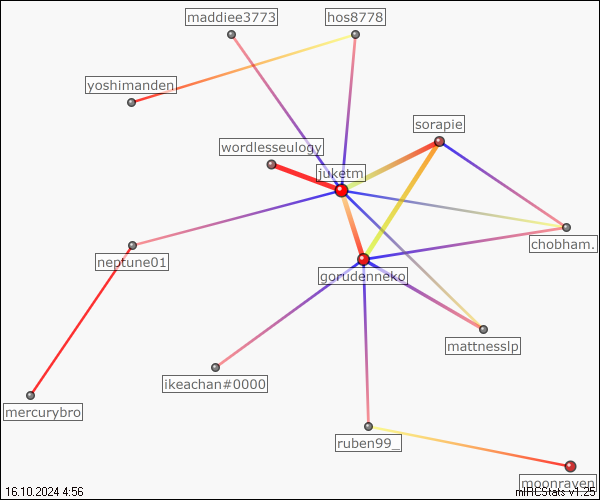 maddiee3773
hos8778
yoshimanden
sorapie
wordlesseulogy
juketm
chobham.
neptune01
gorudenneko
mattnesslp
ikeachan#0000
mercurybro
ruben99_
moonraven
16.10.2024 4:56
mIRCStats v1.25